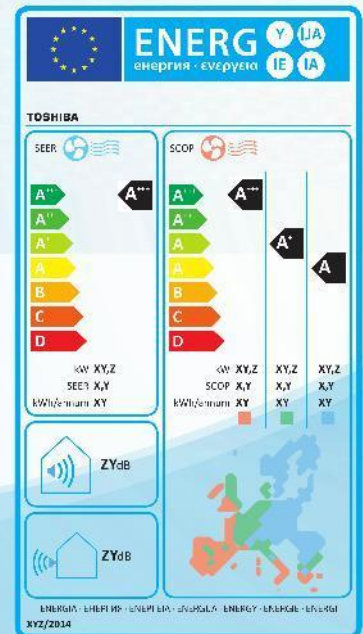 ENERG Y IJA
енергия · ενεργεια IE IA
TOSHIBA
SEER
SCOP
A+++ A+++
A++
A+
A
B
C
D
A+++ A+++
A++
A+ A+
A A
B
C
D
kW XY,Z
SEER X,Y
kWh/annum XY
kW XY,Z XY,Z XY,Z
SCOP X,Y X,Y X,Y
kWh/annum XY XY XY
ZYdB
ZYdB
ENERGIA · ЕНЕРГИЯ · ΕΝΕΡΓΕΙΑ · ENERGIJA · ENERGY · ENERGIE · ENERGI
XYZ/2014